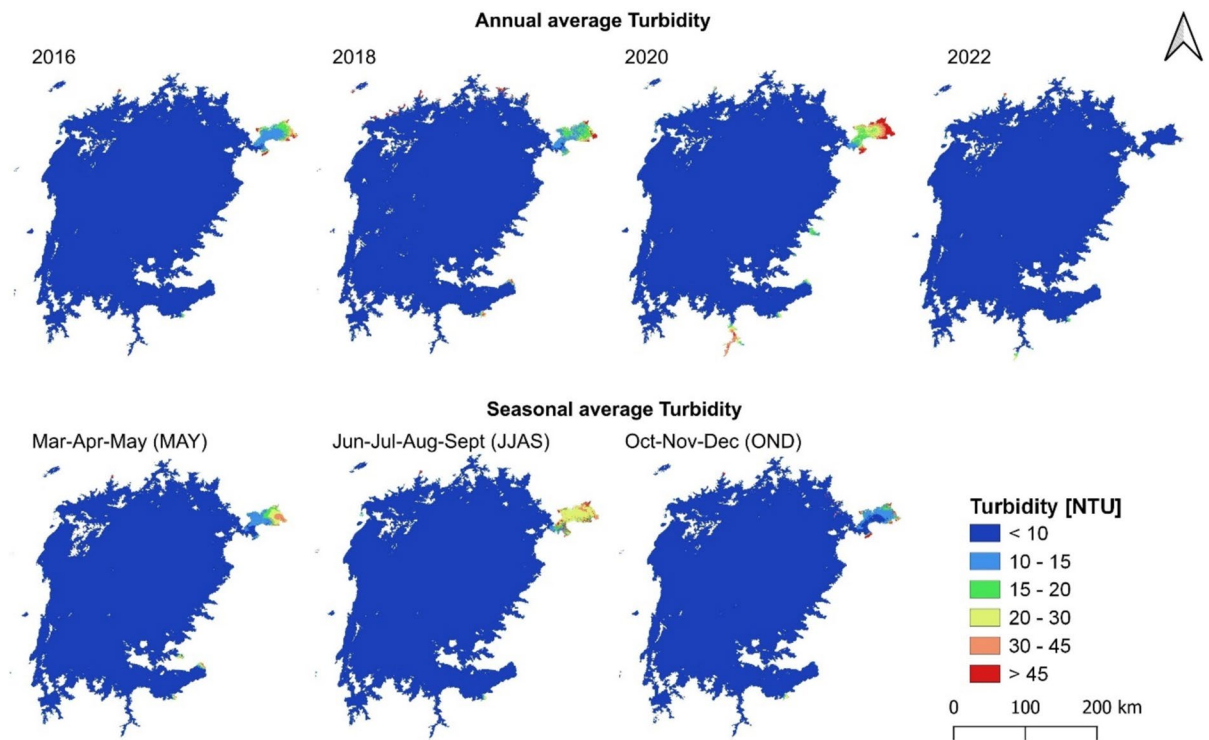 Annual average Turbidity
2016
2018
2020
2022
Seasonal average Turbidity
Mar-Apr-May (MAY)
Jun-Jul-Aug-Sept (JJAS)
Oct-Nov-Dec (OND)
Turbidity [NTU]
< 10
10 - 15
15 - 20
20 - 30
30 - 45
> 45
0 100 200 km